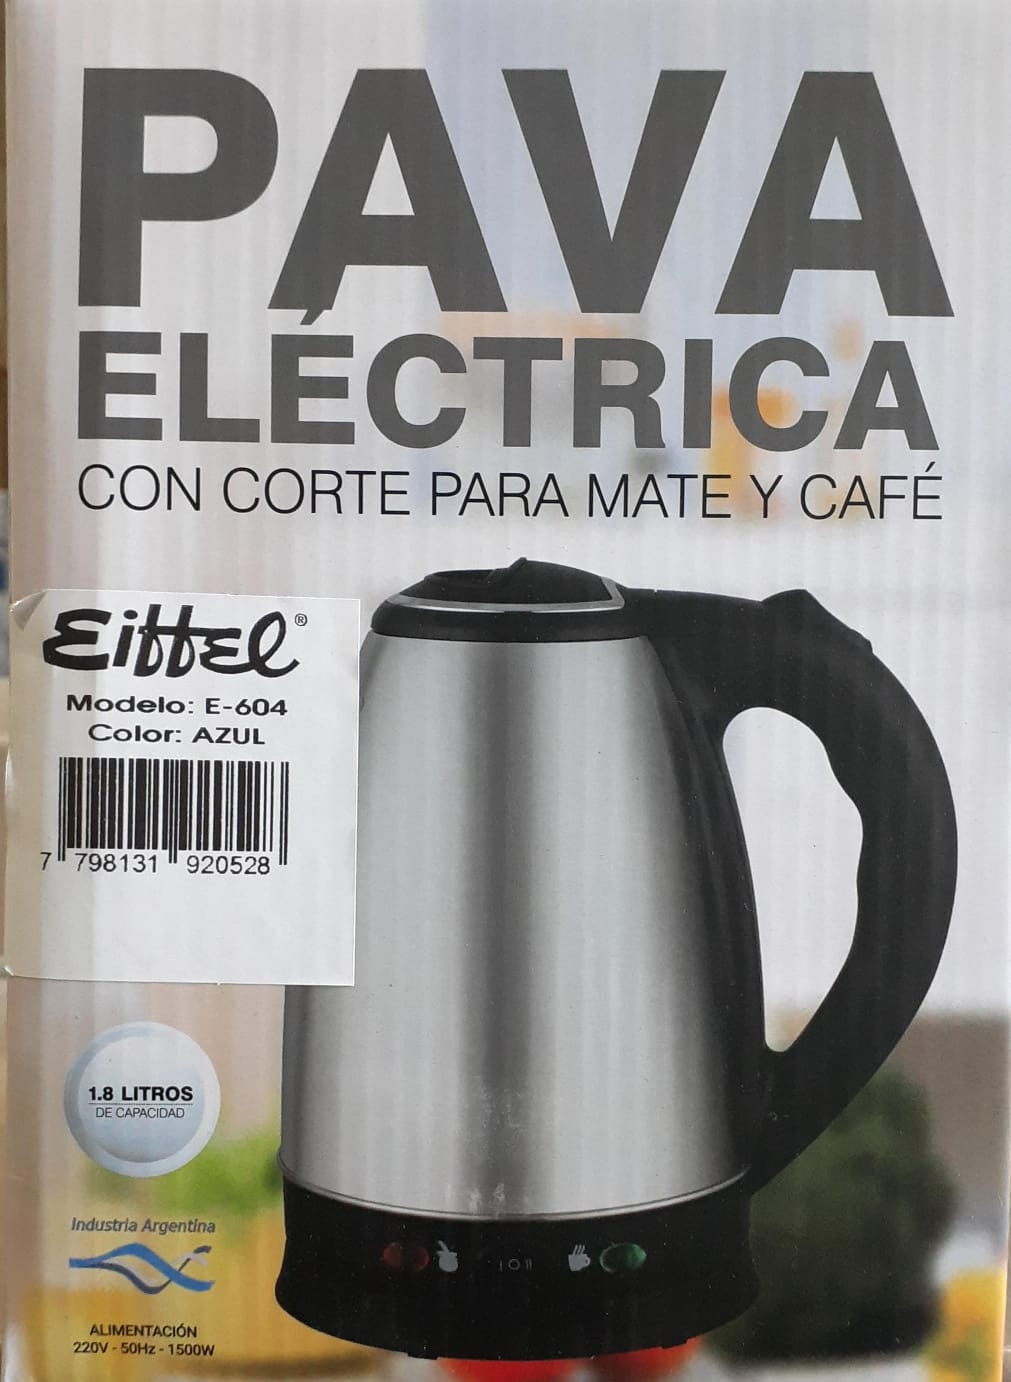 PAVA
ELÉCTRICA
CON CORTE PARA MATE Y CAFÉ
Eiffel®
Modelo: E-604
Color: AZUL
7 798131 920528
1.8 LITROS
DE CAPACIDAD
Industria Argentina
I O II
ALIMENTACIÓN
220V - 50Hz - 1500W